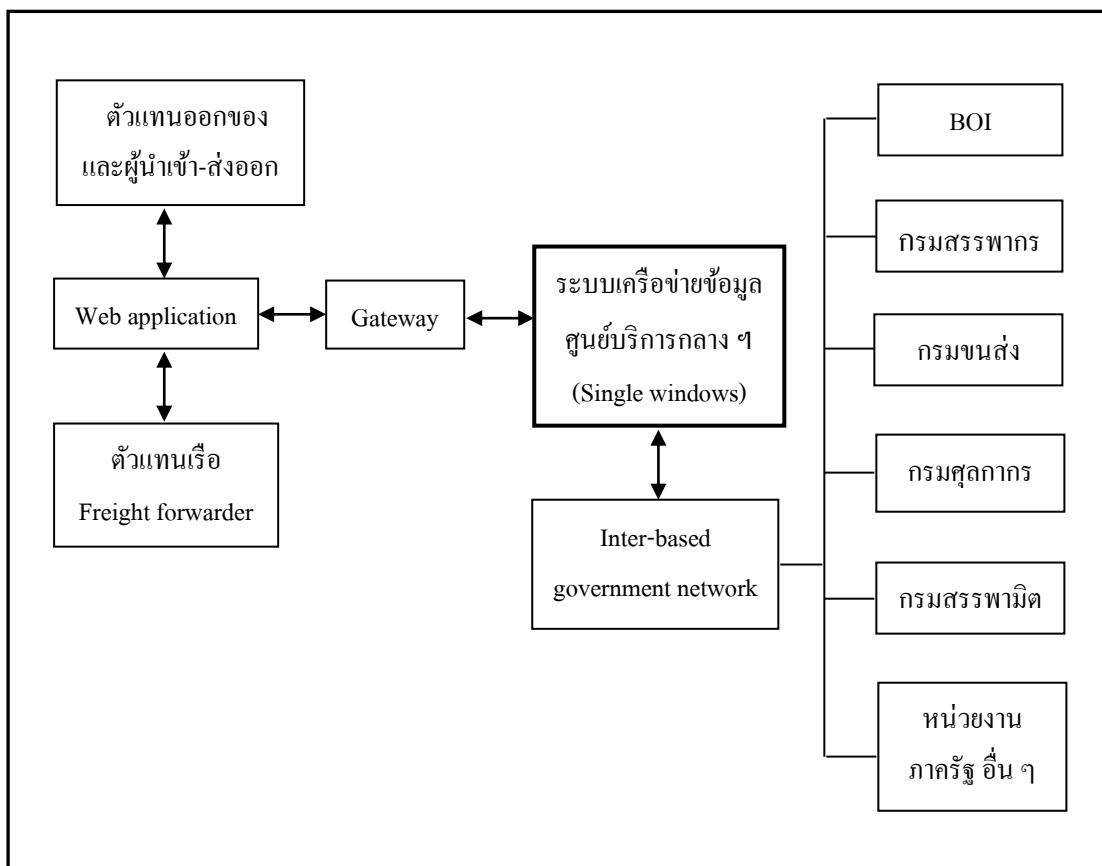 ตัวแทนออกของ
และผู้นำเข้า-ส่งออก
Web application
ตัวแทนเรือ
Freight forwarder
Gateway
ระบบเครือข่ายข้อมูล
ศูนย์บริการกลาง ฯ
(Single windows)
Inter-based
government network
BOI
กรมสรรพากร
กรมขนส่ง
กรมศุลกากร
กรมสรรพามิต
หน่วยงาน
ภาครัฐ อื่น ๆ